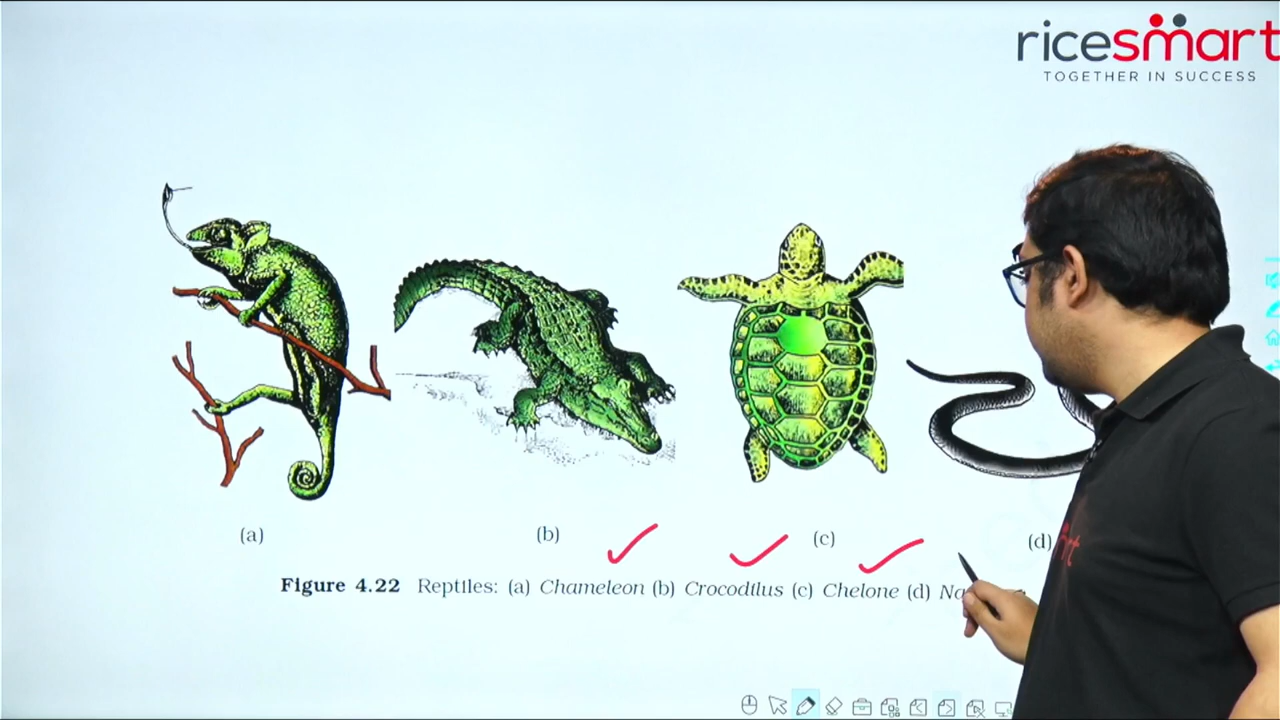 ricesmart
TOGETHER IN SUCCESS
(a)
(b)
(c)
(d)
Figure 4.22 Reptiles: (a) Chameleon (b) Crocodilus (c) Chelone (d)